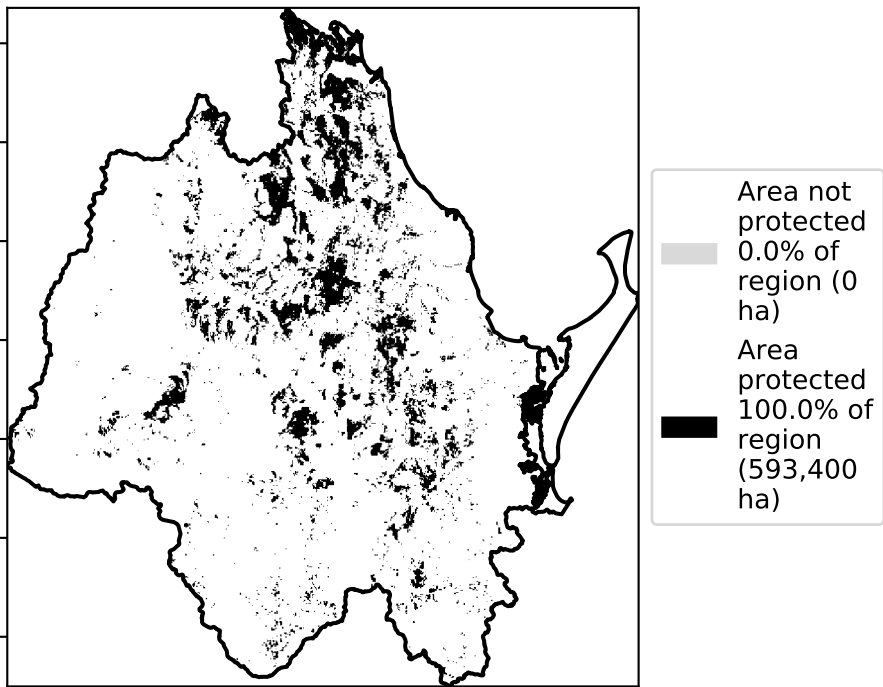 Area not
protected
0.0% of
region (0
ha)
Area
protected
100.0% of
region
(593,400
ha)